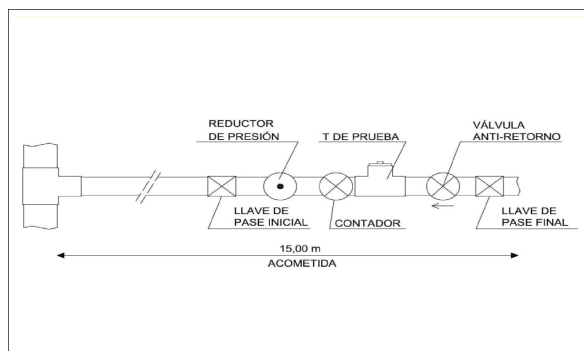 REDUCTOR
DE PRESIÓN
T DE PRUEBA
VÁLVULA
ANTI-RETORNO
LLAVE DE
PASE INICIAL
CONTADOR
LLAVE DE
PASE FINAL
15,00 m
ACOMETIDA